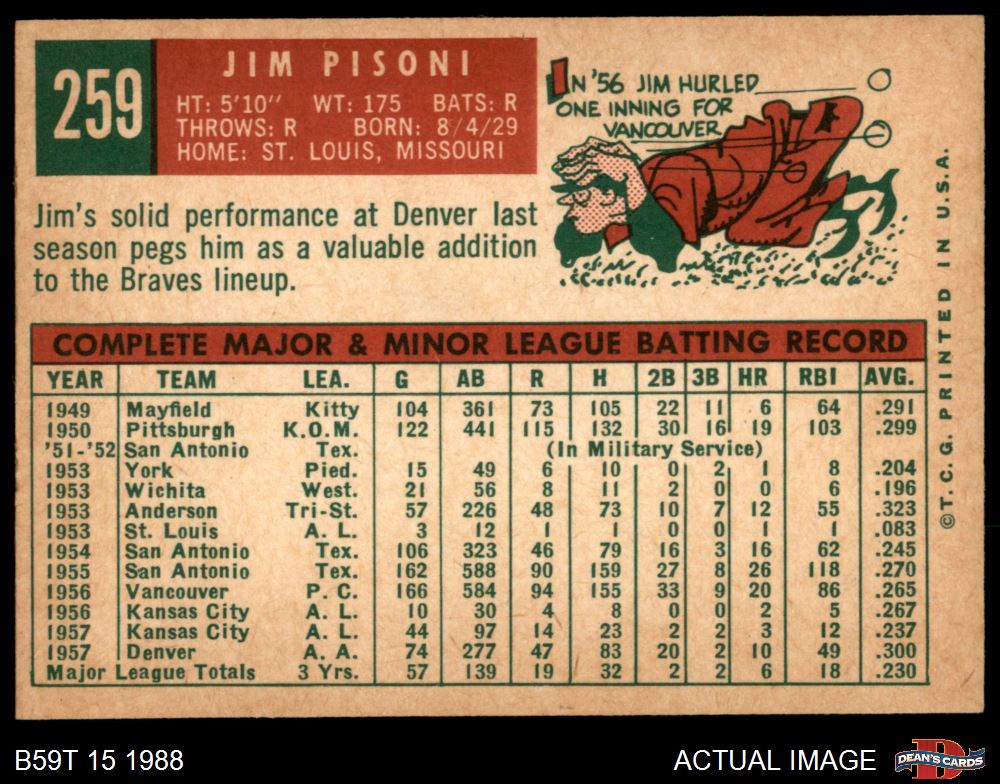 259
JIM PISONI
HT: 5'10" WT: 175 BATS: R
THROWS: R BORN: 8/4/29
HOME: ST. LOUIS, MISSOURI
IN '56 JIM HURLED
ONE INNING FOR
VANCOUVER
Jim's solid performance at Denver last
season pegs him as a valuable addition
to the Braves lineup.
COMPLETE MAJOR & MINOR LEAGUE BATTING RECORD
YEAR TEAM LEA. G AB R H 2B 3B HR RBI AVG.
1949 Mayfield Kitty 104 361 73 105 22 11 6 64 .291
1950 Pittsburgh K.O.M. 122 441 115 132 30 16 19 103 .299
'51-'52 San Antonio Tex. (In Military Service)
1953 York Pied. 15 49 6 10 0 2 1 8 .204
1953 Wichita West. 21 56 8 11 2 0 0 6 .196
1953 Anderson Tri-St. 57 226 48 73 10 7 12 55 .323
1953 St. Louis A. L. 3 12 1 1 0 0 1 1 .083
1954 San Antonio Tex. 106 323 46 79 16 3 16 62 .245
1955 San Antonio Tex. 162 588 90 159 27 8 26 118 .270
1956 Vancouver P. C. 166 584 94 155 33 9 20 86 .265
1956 Kansas City A. L. 10 30 4 8 0 0 2 5 .267
1957 Kansas City A. L. 44 97 14 23 2 2 3 12 .237
1957 Denver A. A. 74 277 47 83 20 2 10 49 .300
Major League Totals 3 Yrs. 57 139 19 32 2 2 6 18 .230
©T.C.G. PRINTED IN U.S.A.
B59T 15 1988
ACTUAL IMAGE
DEAN'S CARDS